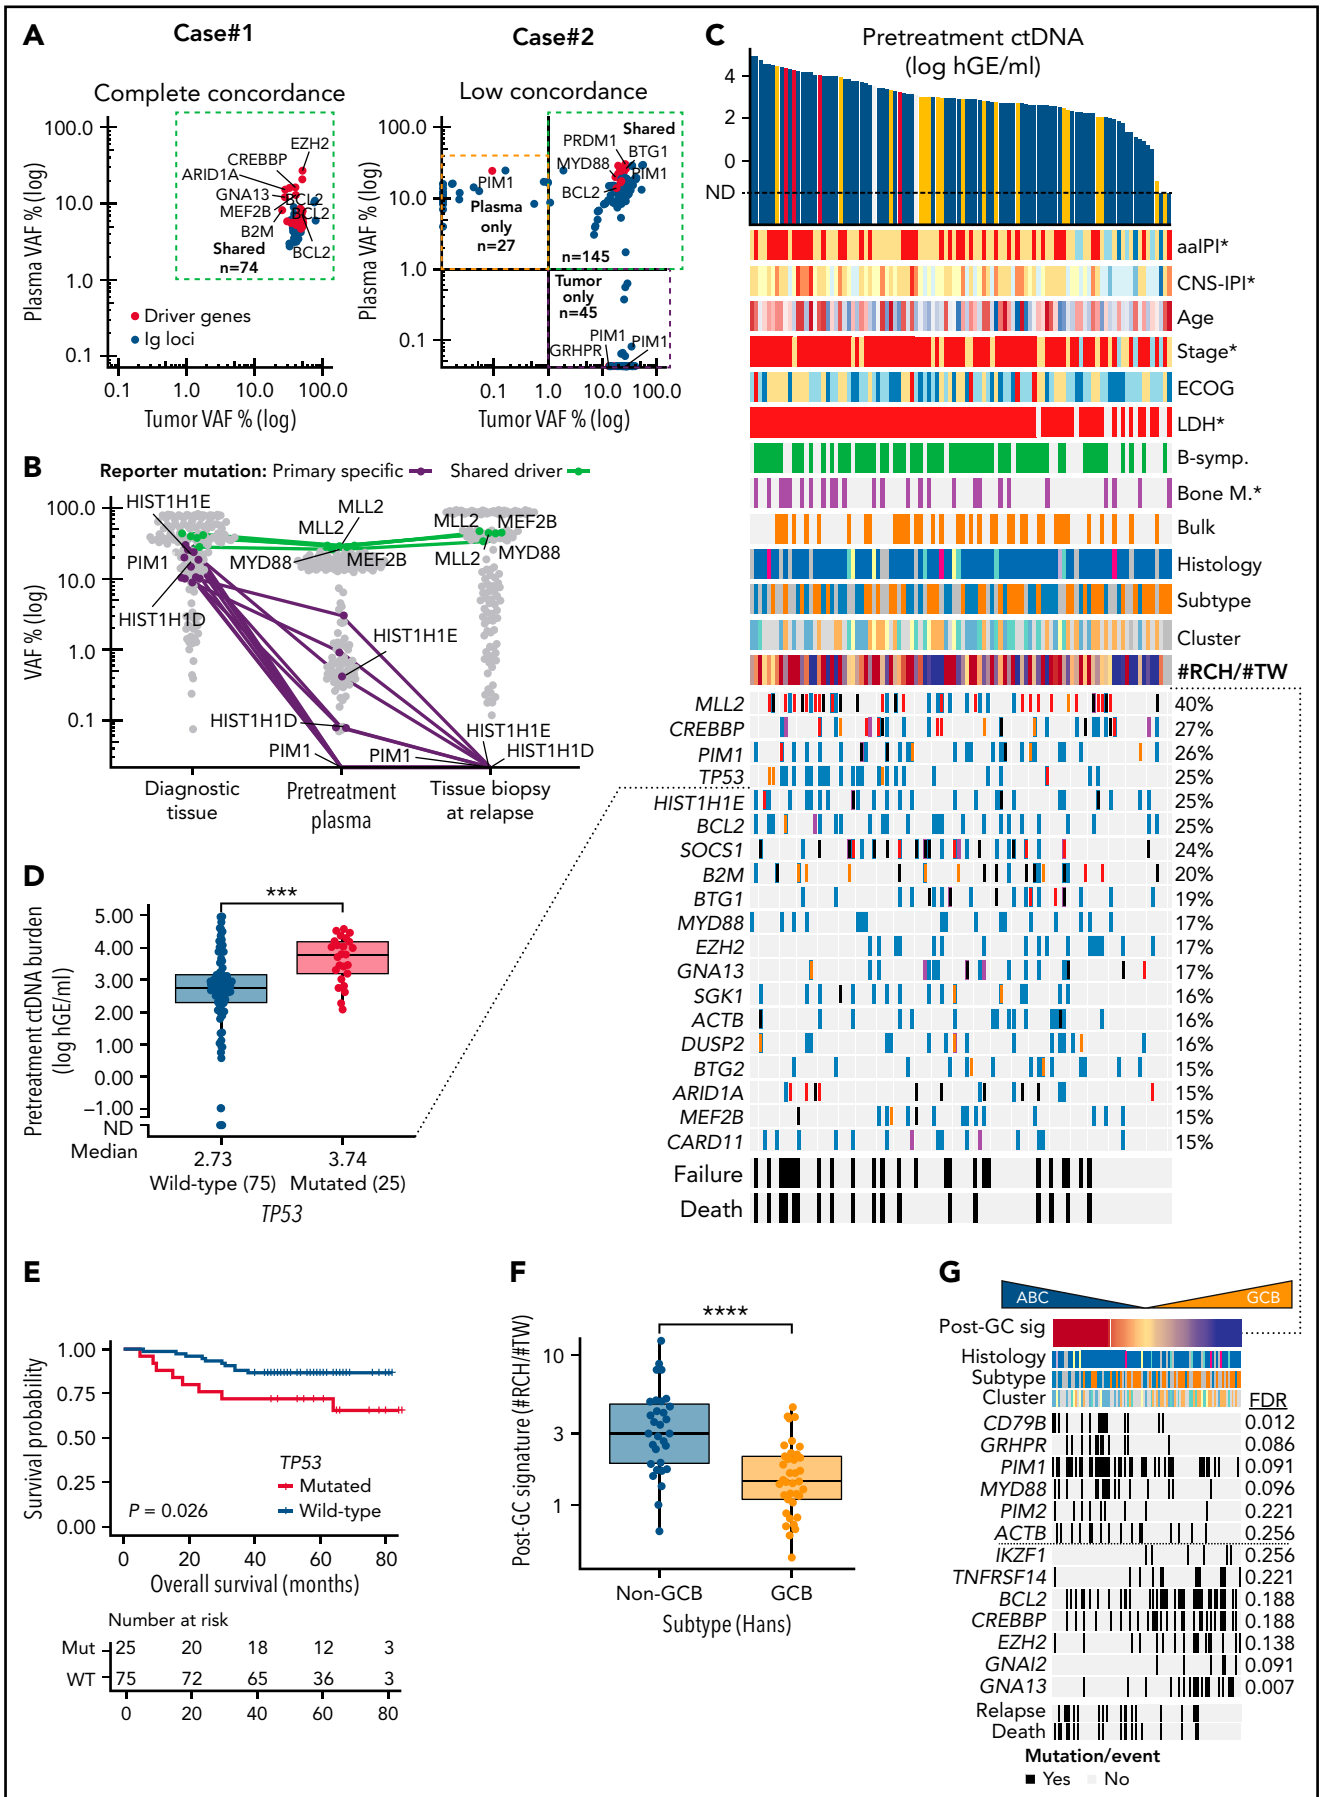 A
Case#1
Case#2
Complete concordance
Low concordance
Plasma VAF % (log)
100.0
10.0
1.0
0.1
EZH2
CREBBP
ARID1A
GNA13
BCL2
MEF2B
BCL2
B2M
BCL2
Shared
n=74
Driver genes
Ig loci
0.1
1.0
10.0
100.0
Tumor VAF % (log)
Plasma VAF % (log)
100.0
10.0
1.0
0.1
Shared
PRDM1
BTG1
MYD88
PIM1
BCL2
PIM1
Plasma
only
n=27
n=145
Tumor
only
n=45
PIM1
PIM1
GRHPR
0.1
1.0
10.0
100.0
Tumor VAF % (log)
B
Reporter mutation: Primary specific
Shared driver
VAF % (log)
100.0
10.0
1.0
0.1
HIST1H1E
PIM1
HIST1H1D
MLL2
MLL2
MYD88
MEF2B
HIST1H1E
HIST1H1D
PIM1
MLL2
MEF2B
MLL2
MYD88
PIM1
HIST1H1E
HIST1H1D
Diagnostic
tissue
Pretreatment
plasma
Tissue biopsy
at relapse
C
Pretreatment ctDNA
(log hGE/ml)
4
2
0
ND
aaIPI*
CNS-IPI*
Age
Stage*
ECOG
LDH*
B-symp.
Bone M.*
Bulk
Histology
Subtype
Cluster
#RCH/#TW
MLL2 40%
CREBBP 27%
PIM1 26%
TP53 25%
HIST1H1E 25%
BCL2 25%
SOCS1 24%
B2M 20%
BTG1 19%
MYD88 17%
EZH2 17%
GNA13 17%
SGK1 16%
ACTB 16%
DUSP2 16%
BTG2 15%
ARID1A 15%
MEF2B 15%
CARD11 15%
Failure
Death
D
***
Pretreatment ctDNA burden
(log hGE/ml)
5.00
4.00
3.00
2.00
1.00
0.00
−1.00
ND
Median
2.73
3.74
Wild-type (75)
Mutated (25)
TP53
E
Survival probability
1.00
0.75
0.50
0.25
0.00
TP53
Mutated
Wild-type
P = 0.026
0 20 40 60 80
Overall survival (months)
Number at risk
Mut 25 20 18 12 3
WT 75 72 65 36 3
0 20 40 60 80
F
****
Post-GC signature (#RCH/#TW)
10
3
1
Non-GCB
GCB
Subtype (Hans)
G
ABC
GCB
Post-GC sig
Histology
Subtype
Cluster
FDR
CD79B 0.012
GRHPR 0.086
PIM1 0.091
MYD88 0.096
PIM2 0.221
ACTB 0.256
IKZF1 0.256
TNFRSF14 0.221
BCL2 0.188
CREBBP 0.188
EZH2 0.138
GNAI2 0.091
GNA13 0.007
Relapse
Death
Mutation/event
Yes
No